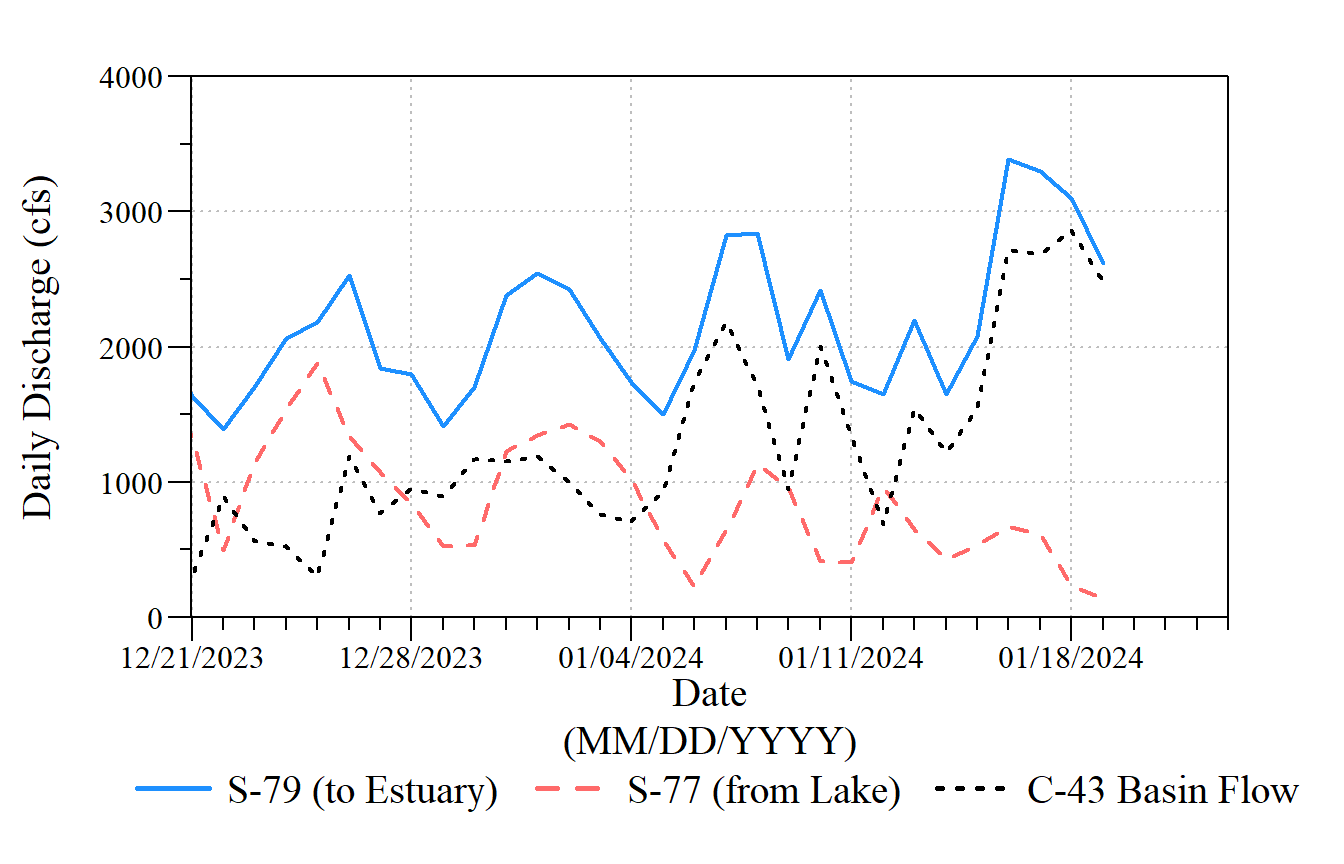 4000
3000
2000
1000
0
Daily Discharge (cfs)
12/21/2023 12/28/2023 01/04/2024 01/11/2024 01/18/2024
Date
(MM/DD/YYYY)
S-79 (to Estuary) S-77 (from Lake) C-43 Basin Flow